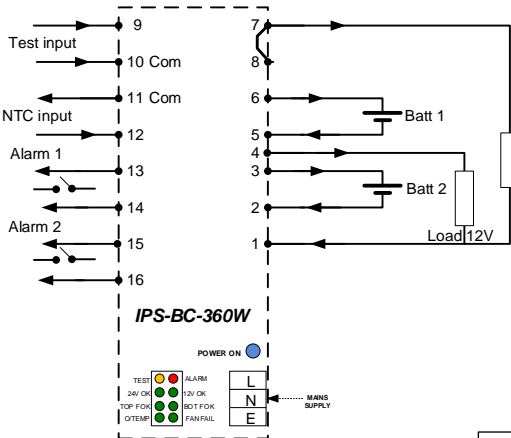 9 7
Test input
10 Com 8
11 Com 6
NTC input Batt 1
12 5
4
Alarm 1 13 3
Batt 2
14 2
Alarm 2
15 1 Load 12V
16
IPS-BC-360W
POWER ON
TEST ALARM L
24V OK 12V OK N MAINS
SUPPLY
TOP FOK BOT FOK
O/TEMP FAN FAIL E